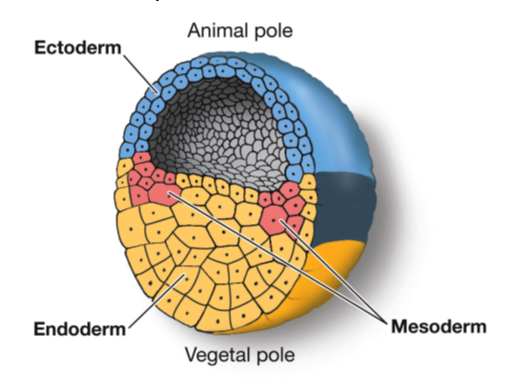 Animal pole
Ectoderm
Endoderm
Mesoderm
Vegetal pole